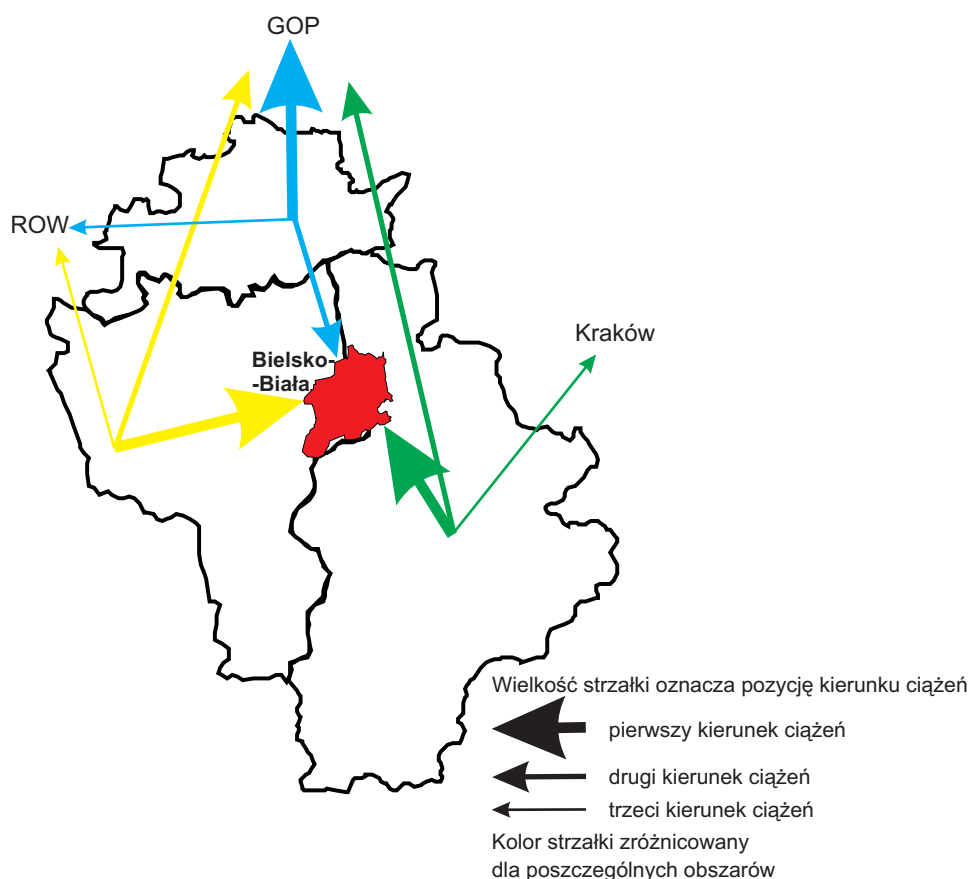 GOP
ROW
Kraków
Bielsko-
-Biała
Wielkość strzałki oznacza pozycję kierunku ciążeń
pierwszy kierunek ciążeń
drugi kierunek ciążeń
trzeci kierunek ciążeń
Kolor strzałki zróżnicowany
dla poszczególnych obszarów